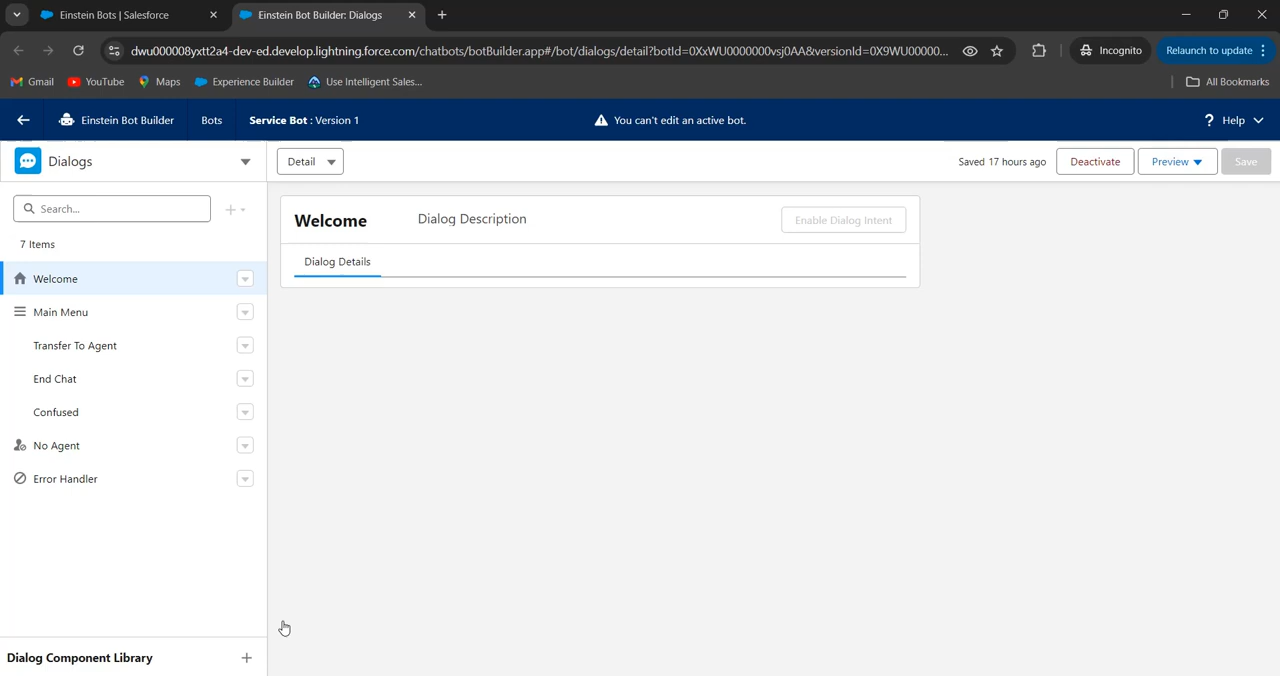 Einstein Bots | Salesforce
Einstein Bot Builder: Dialogs
dwu000008yxtt2a4-dev-ed.develop.lightning.force.com/chatbots/botBuilder.app#/bot/dialogs/detail?botId=0XxWU0000000vsj0AA&versionId=0X9WU00000...
Incognito
Relaunch to update
Gmail
YouTube
Maps
Experience Builder
Use Intelligent Sales...
All Bookmarks
Einstein Bot Builder
Bots
Service Bot : Version 1
You can't edit an active bot.
? Help
Dialogs
Detail
Saved 17 hours ago
Deactivate
Preview
Save
Search...
7 Items
Welcome
Main Menu
Transfer To Agent
End Chat
Confused
No Agent
Error Handler
Dialog Component Library
Welcome
Dialog Description
Enable Dialog Intent
Dialog Details